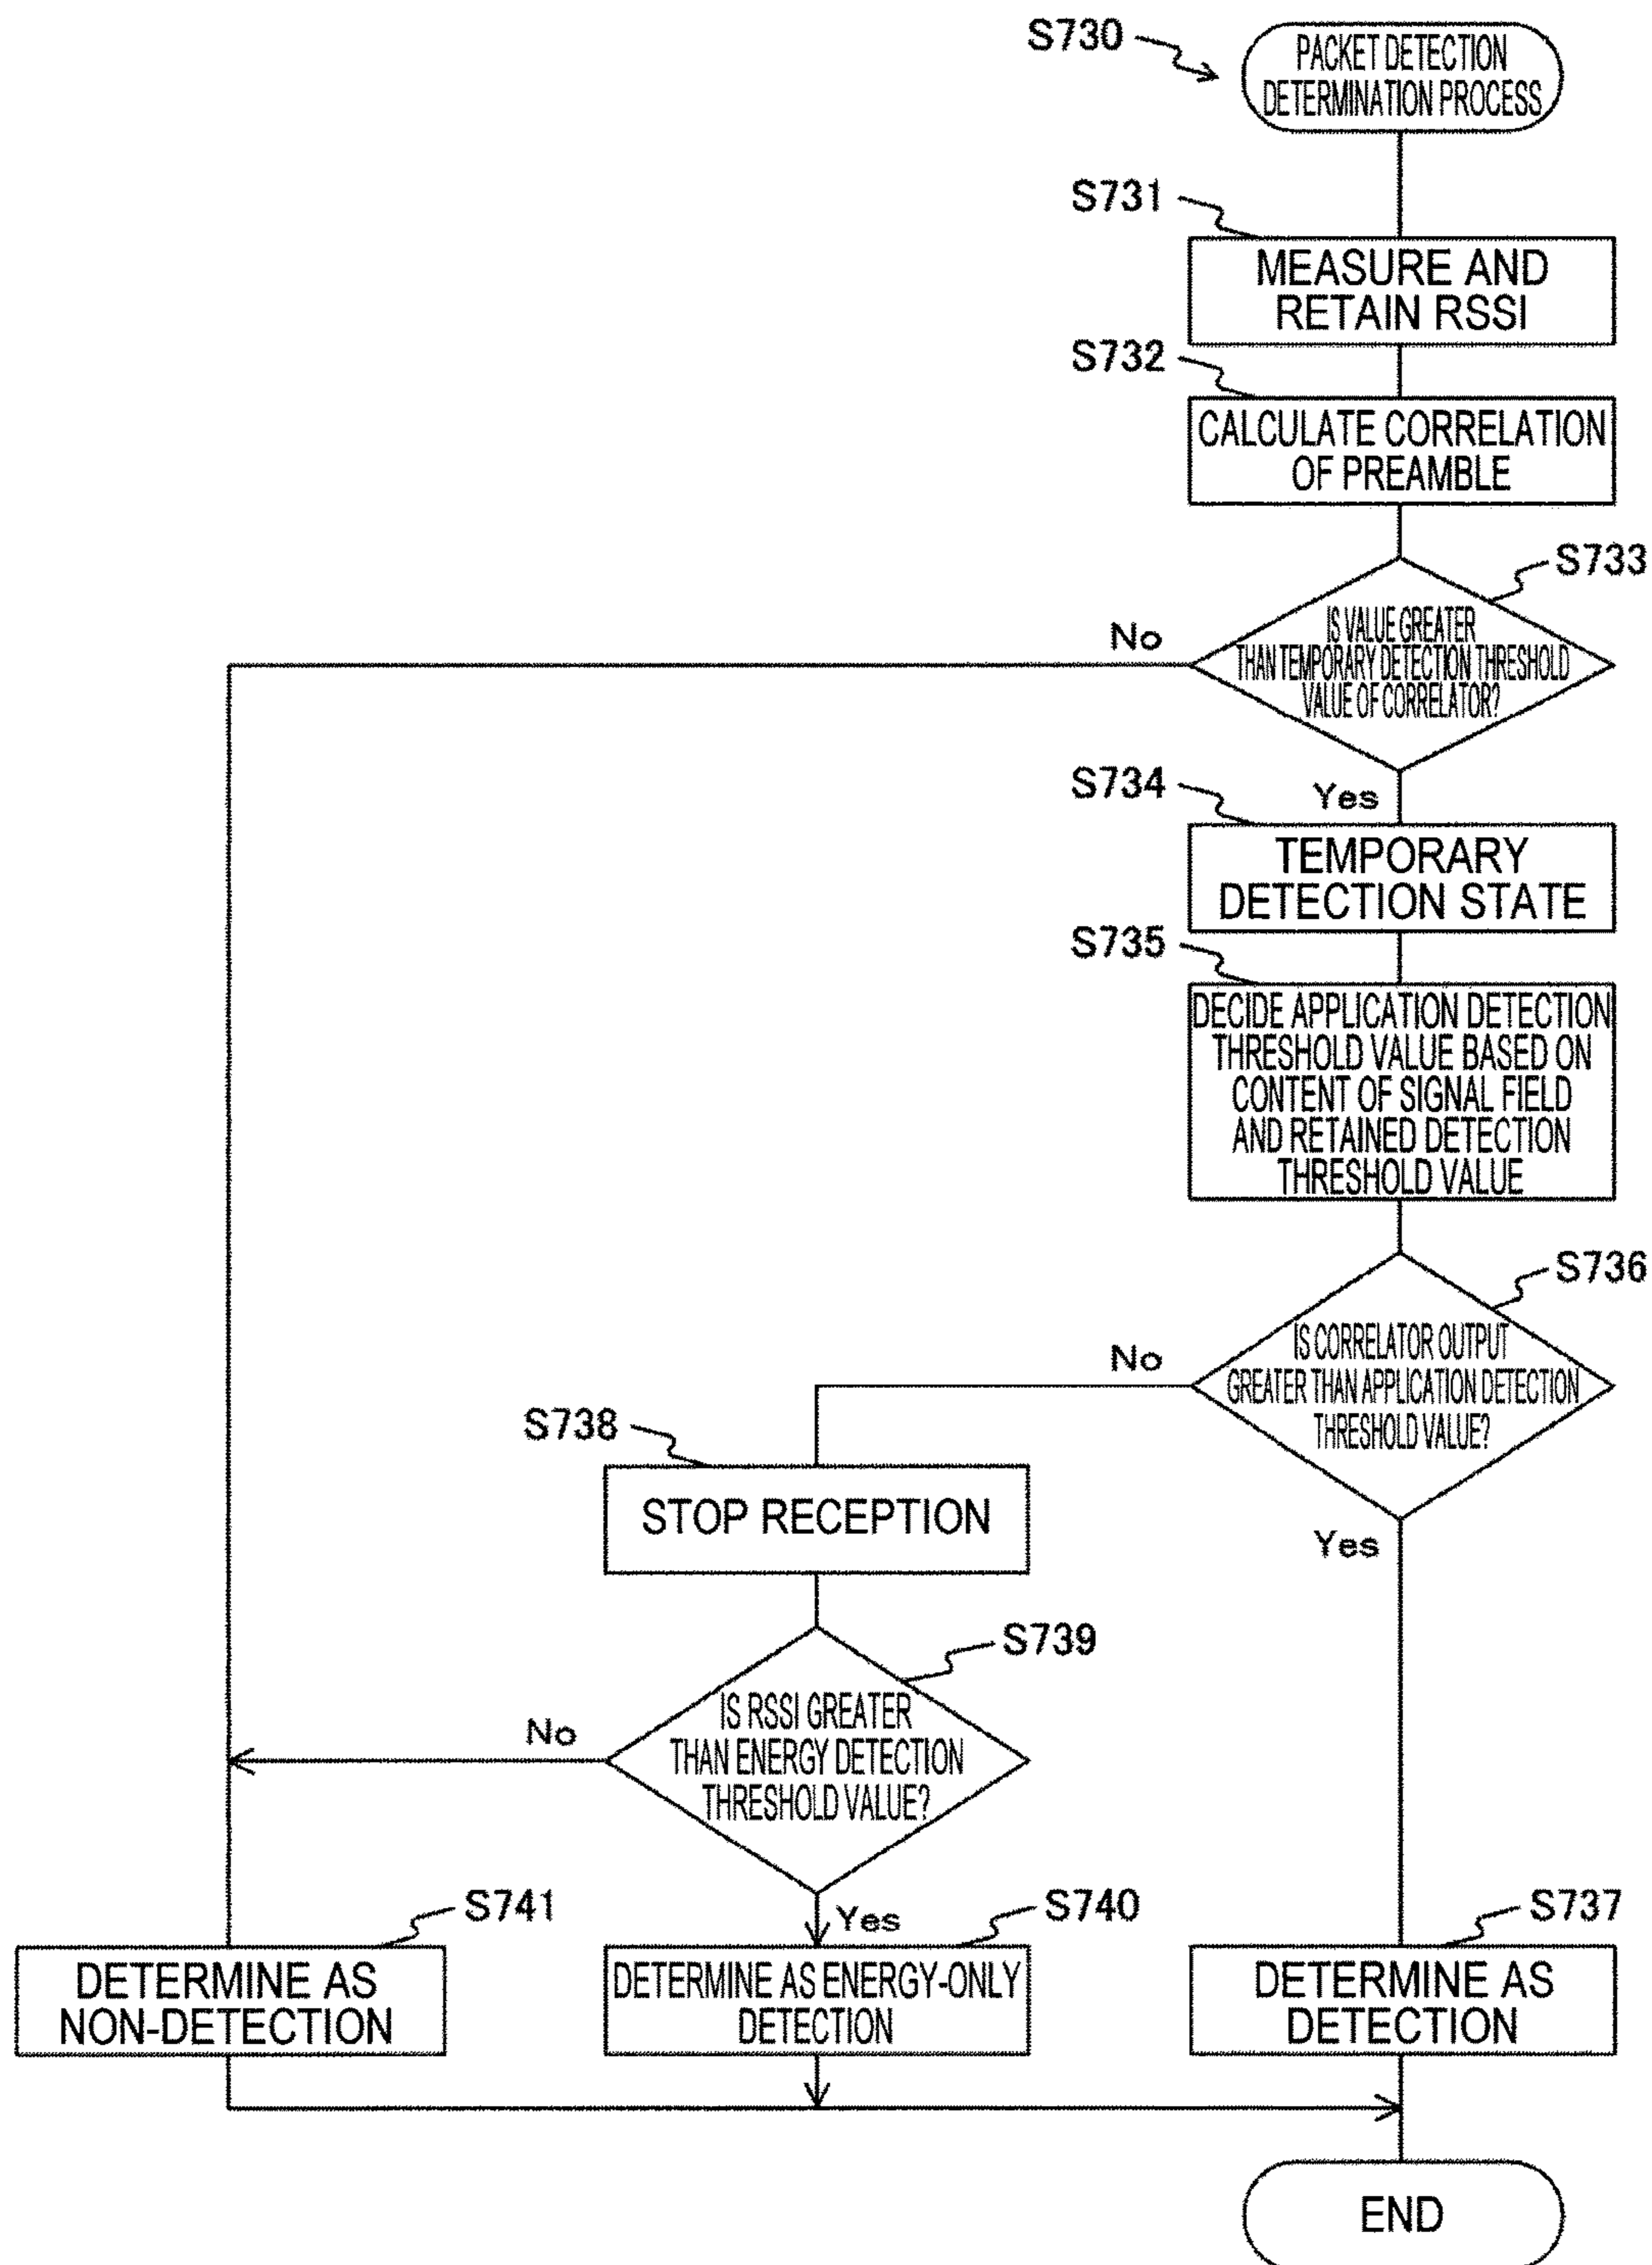 S730
PACKET DETECTION
DETERMINATION PROCESS
S731
MEASURE AND
RETAIN RSSI
S732
CALCULATE CORRELATION
OF PREAMBLE
S733
IS VALUE GREATER
THAN TEMPORARY DETECTION THRESHOLD
VALUE OF CORRELATOR?
No
Yes
S734
TEMPORARY
DETECTION STATE
S735
DECIDE APPLICATION DETECTION
THRESHOLD VALUE BASED ON
CONTENT OF SIGNAL FIELD
AND RETAINED DETECTION
THRESHOLD VALUE
S736
IS CORRELATOR OUTPUT
GREATER THAN APPLICATION DETECTION
THRESHOLD VALUE?
No
Yes
S738
STOP RECEPTION
S739
IS RSSI GREATER
THAN ENERGY DETECTION
THRESHOLD VALUE?
No
Yes
S741
DETERMINE AS
NON-DETECTION
S740
DETERMINE AS ENERGY-ONLY
DETECTION
S737
DETERMINE AS
DETECTION
END